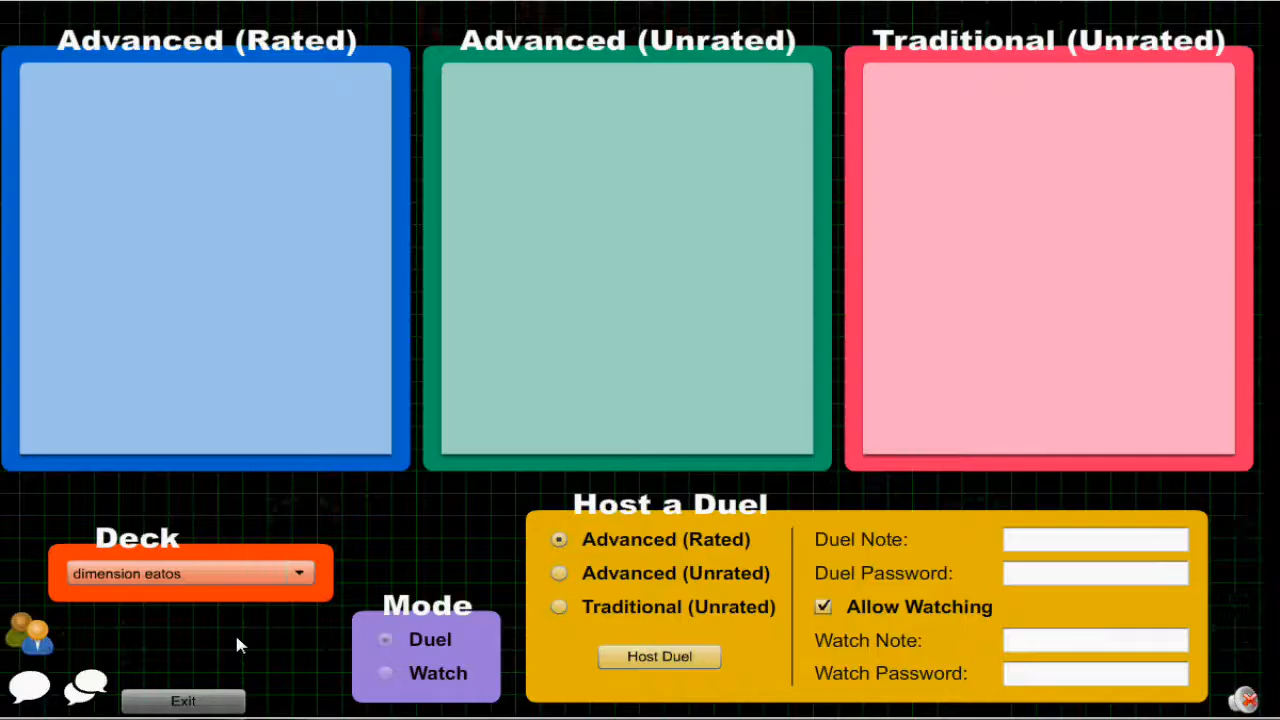 Advanced (Rated)
Advanced (Unrated)
Traditional (Unrated)
Deck
dimension eatos
Exit
Mode
Duel
Watch
Host a Duel
Advanced (Rated)
Advanced (Unrated)
Traditional (Unrated)
Host Duel
Duel Note:
Duel Password:
Allow Watching
Watch Note:
Watch Password: